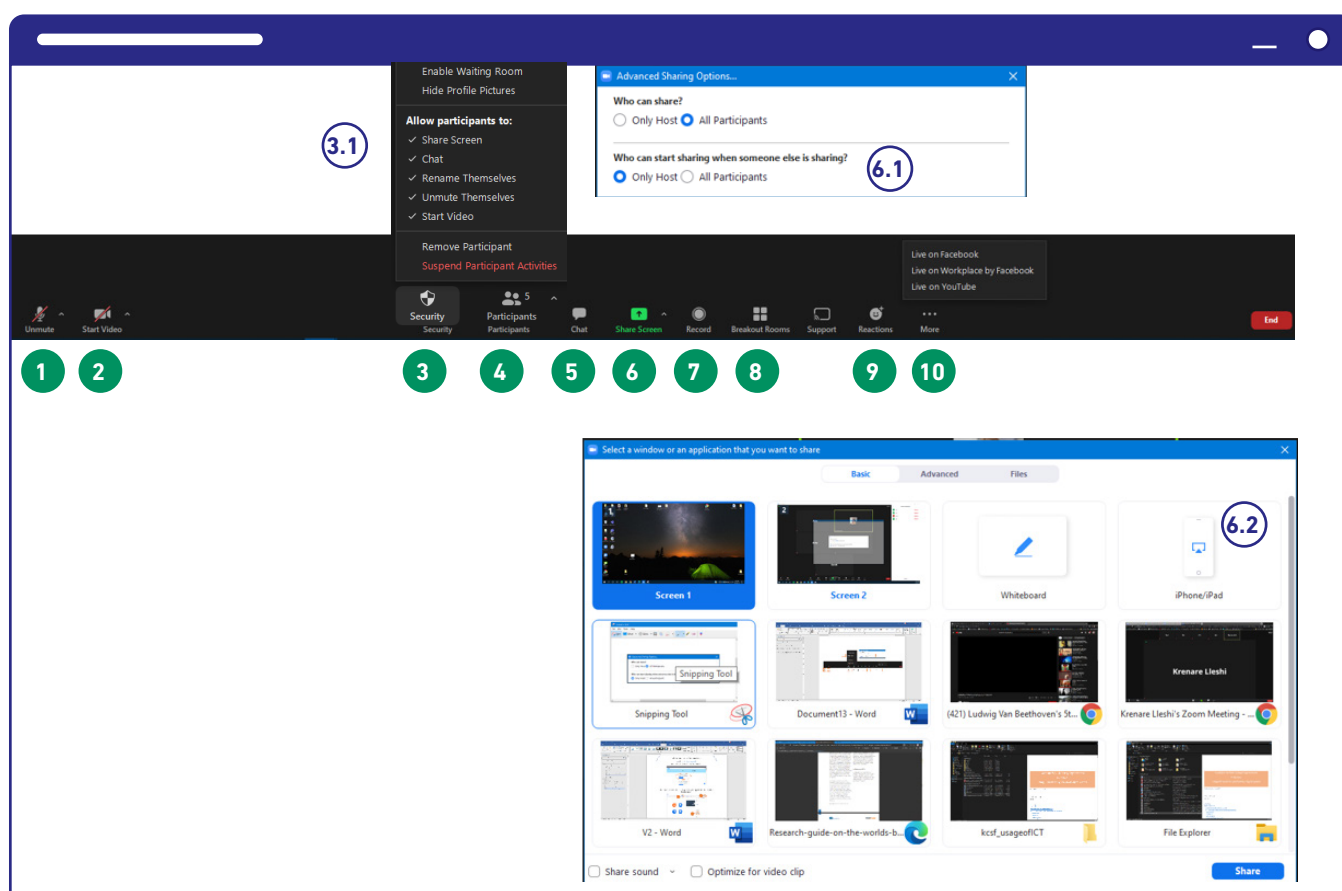 Enable Waiting Room
Hide Profile Pictures
Allow participants to:
✓ Share Screen
✓ Chat
✓ Rename Themselves
✓ Unmute Themselves
✓ Start Video
Remove Participant
Suspend Participant Activities
3.1
Advanced Sharing Options...
Who can share?
Only Host All Participants
Who can start sharing when someone else is sharing?
Only Host All Participants
6.1
Live on Facebook
Live on Workplace by Facebook
Live on YouTube
5
Security Participants
Unmute Start Video Security Participants Chat Share Screen Record Breakout Rooms Support Reactions More End
1 2 3 4 5 6 7 8 9 10
Select a window or an application that you want to share
Basic Advanced Files
1 2
6.2
Screen 1 Screen 2 Whiteboard iPhone/iPad
Snipping Tool
Krenare Lleshi
Snipping Tool Document13 - Word (421) Ludwig Van Beethoven's St... Krenare Lleshi's Zoom Meeting - ...
V2 - Word Research-guide-on-the-worlds-b... kcsf_usageofICT File Explorer
Share sound Optimize for video clip Share